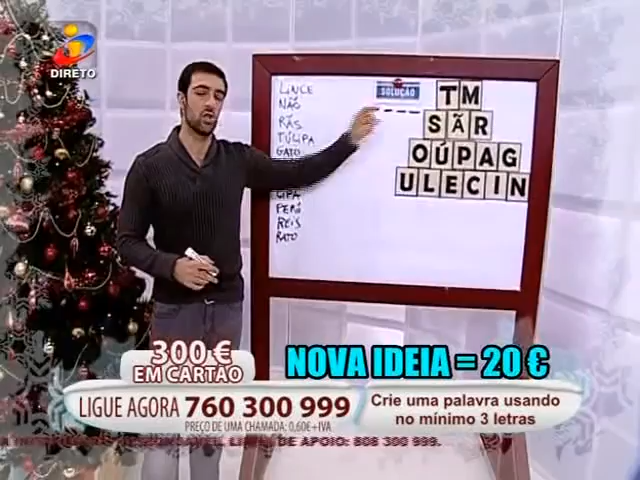 DIRETO
LINCE
NÃO
RÃS
TÚLIPA
GATO
PERÚ
REIS
RATO
SOLUÇÃO
TM
SÃR
OÚPAG
ULECIN
300 €
EM CARTÃO
NOVA IDEIA = 20 €
LIGUE AGORA 760 300 999
PREÇO DE UMA CHAMADA: 0,60€+IVA
Crie uma palavra usando
no mínimo 3 letras
DE APOIO: 808 300 999.